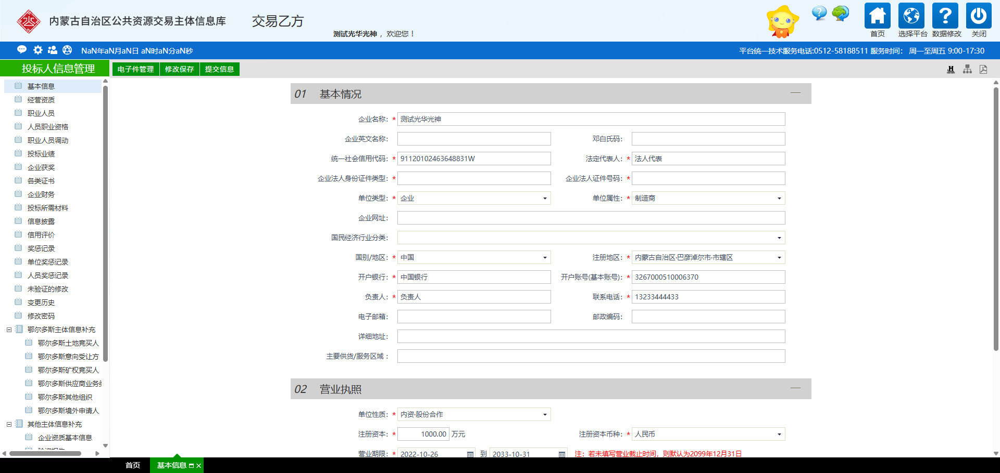 内蒙古自治区公共资源交易主体信息库
交易乙方
测试光华光神，欢迎您！
首页
选择平台
数据修改
关闭
NaN年aN月aN日 aN时aN分aN秒
平台统一技术服务电话:0512-58188511 服务时间： 周一至周五 9:00-17:30
投标人信息管理
电子件管理
修改保存
提交信息
基本信息
经营资质
职业人员
人员职业资格
职业人员调动
投标业绩
企业获奖
各类证书
企业财务
投标所需材料
信息披露
信用评价
奖惩记录
单位奖惩记录
人员奖惩记录
未验证的修改
变更历史
修改密码
鄂尔多斯主体信息补充
鄂尔多斯土地竞买人
鄂尔多斯意向受让方
鄂尔多斯矿权竞买人
鄂尔多斯供应商业务
鄂尔多斯其他组织
鄂尔多斯境外申请人
其他主体信息补充
企业资质基本信息
01 基本情况
企业名称：* 测试光华光神
企业英文名称： 邓白氏码：
统一社会信用代码：* 91120102463648831W 法定代表人：* 法人代表
企业法人身份证件类型：* 企业法人证件号码：*
单位类型：* 企业 单位属性：* 制造商
企业网址：
国民经济行业分类：
国别/地区：* 中国 注册地区：* 内蒙古自治区·巴彦淖尔市·市辖区
开户银行：* 中国银行 开户账号(基本账号)：* 3267000510006370
负责人：* 负责人 联系电话：* 13233444433
电子邮箱： 邮政编码：
详细地址：
主要供货/服务区域：
02 营业执照
单位性质：* 内资·股份合作
注册资本：* 1000.00 万元 注册资本币种：* 人民币
营业期限：* 2022-10-26 到 2033-10-31 注：若未填写营业截止时间，则默认为2099年12月31日
首页
基本信息